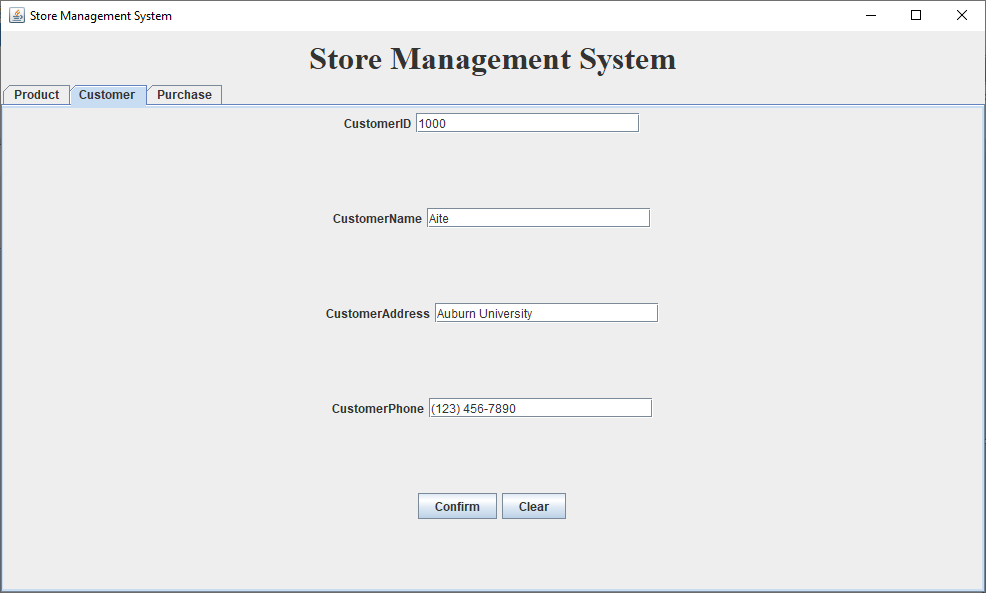 Store Management System
Store Management System
Product Customer Purchase
CustomerID 1000
CustomerName Aite
CustomerAddress Auburn University
CustomerPhone (123) 456-7890
Confirm Clear